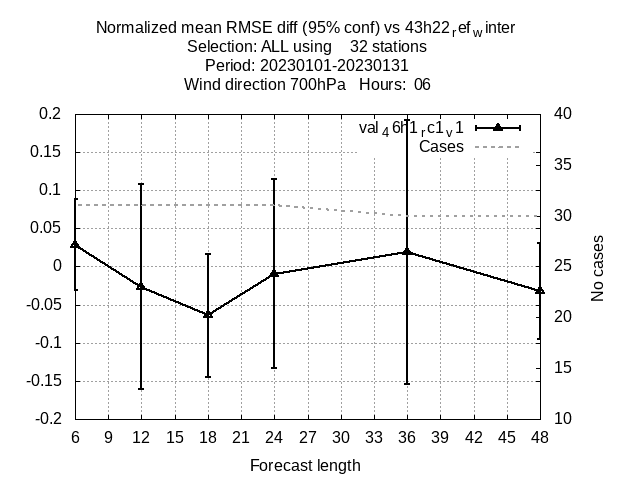 Normalized mean RMSE diff (95% conf) vs 43h22refwinter
Selection: ALL using 32 stations
Period: 20230101-20230131
Wind direction 700hPa Hours: 06
val46h1rc1v1
Cases
0.2
0.15
0.1
0.05
0
-0.05
-0.1
-0.15
-0.2
40
35
30
25
20
15
10
No cases
6 9 12 15 18 21 24 27 30 33 36 39 42 45 48
Forecast length